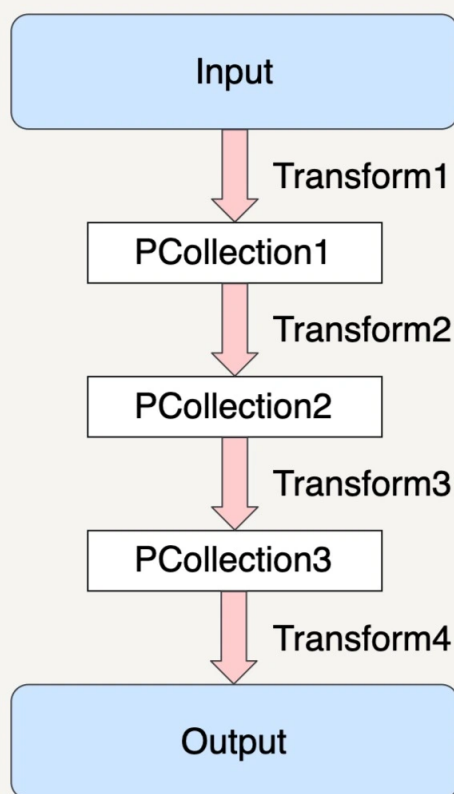 Input
Transform1
PCollection1
Transform2
PCollection2
Transform3
PCollection3
Transform4
Output